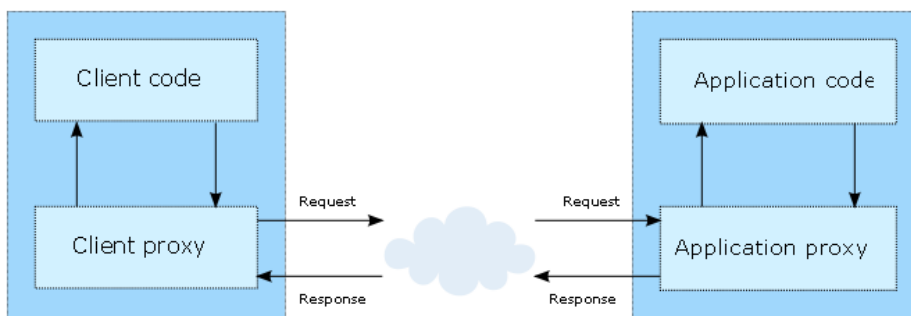 Client code
Application code
Request
Request
Client proxy
Application proxy
Response
Response